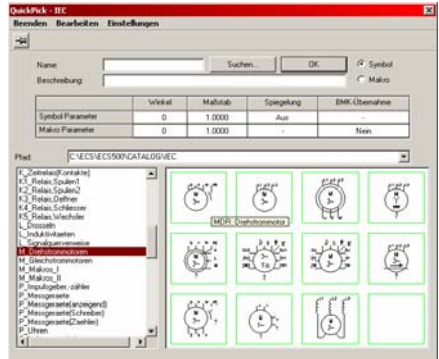 QuickPick - IEC
Beenden Bearbeiten Einstellungen
Name: Suchen... OK Symbol
Beschreibung: Makro
Winkel Maßstab Spiegelung BMK-Übernahme
Symbol Parameter 0 1.0000 Aus -
Makro Parameter 0 1.0000 - Nein
Pfad: C:\ECS\ECS500\CATALOG\IEC
K_Zeitrelais(Kontakte)
K1_Relais,Spulen1
K2_Relais,Spulen2
K3_Relais,Oeffner
K4_Relais,Schliesser
K5_Relais,Wechsler
L_Drosseln
L_Induktivitaeten
L_Signalquerverweise
M_Drehstrommotoren
M_Gleichstrommotoren
M_Makros_I
M_Makros_II
P_Impulsgeber,-zähler
P_Messgeraete
P_Messgeraete(anzeigend)
P_Messgeraete(Schreiber)
P_Messgeraete(Zaehler)
P_Uhren
MDR: Drehstrommotor